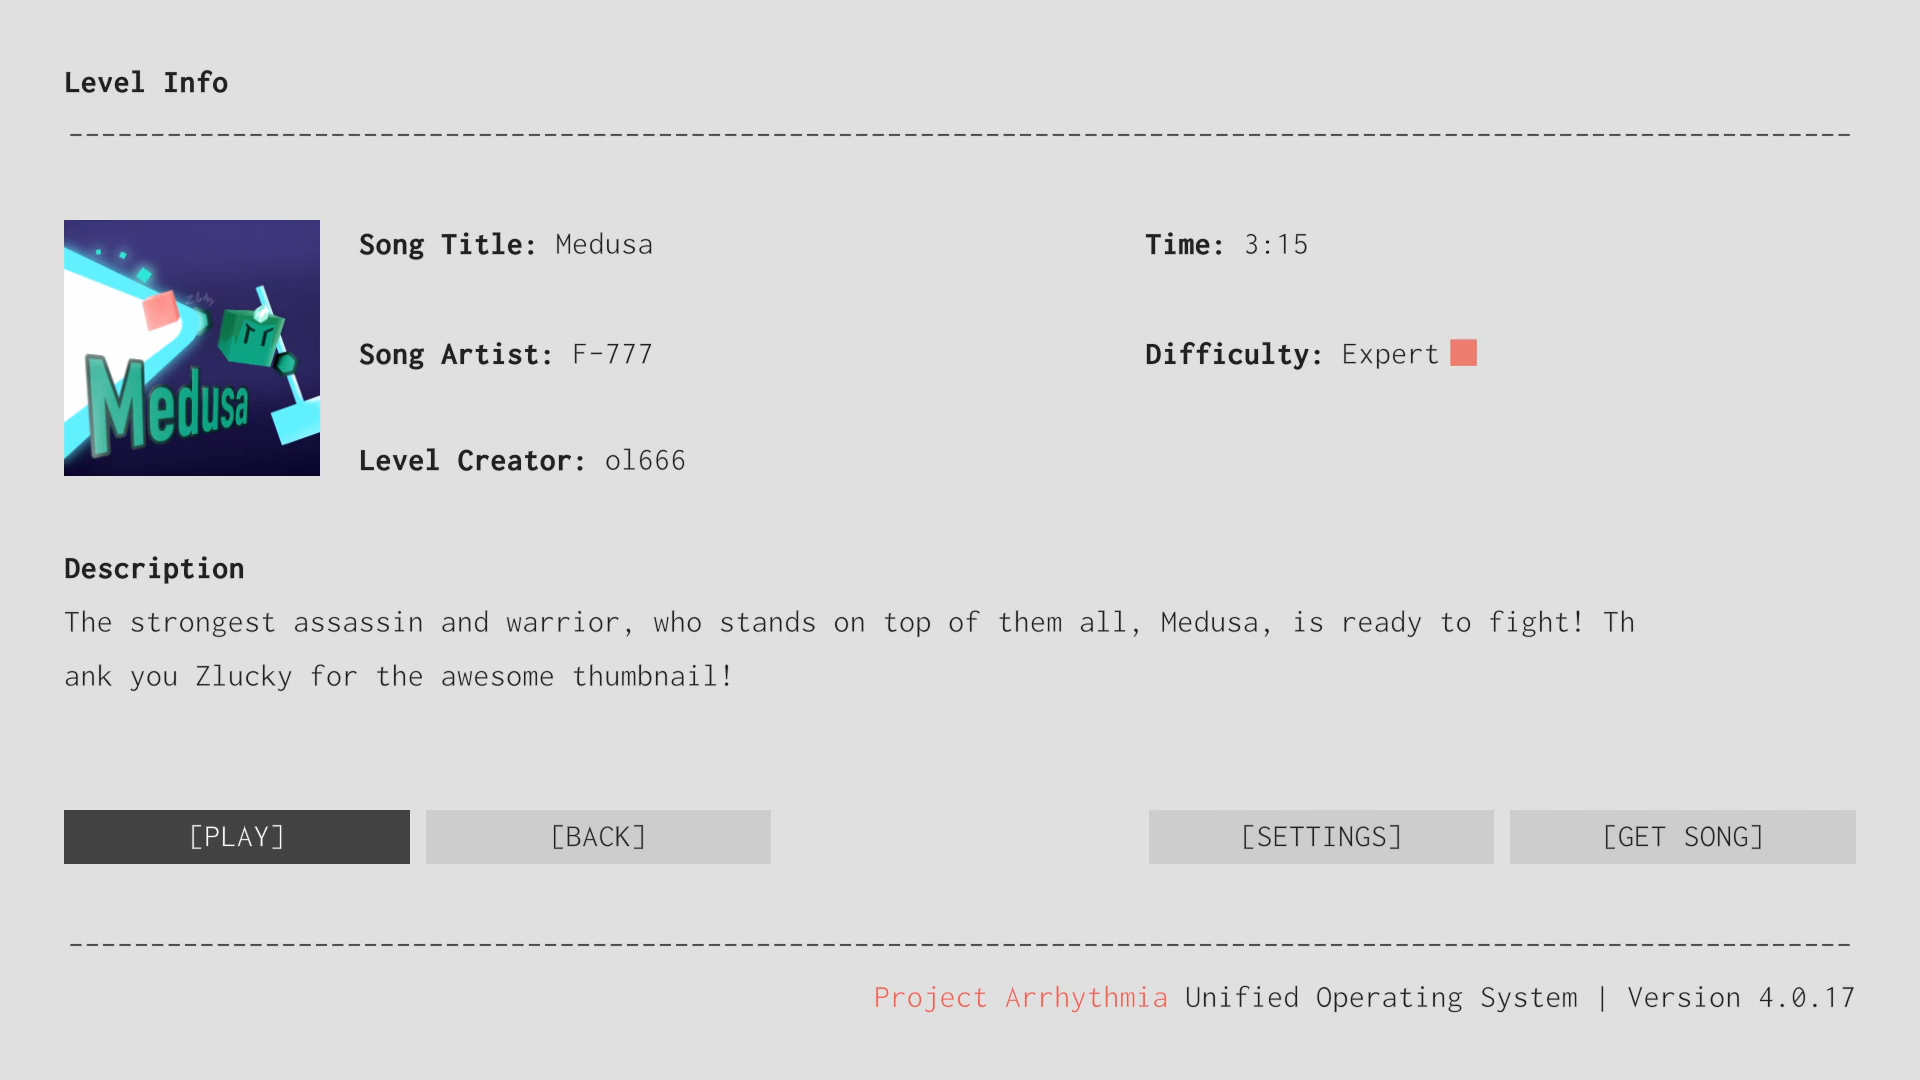 Level Info
Song Title: Medusa
Time: 3:15
Song Artist: F-777
Difficulty: Expert
Level Creator: ol666
Medusa
Description
The strongest assassin and warrior, who stands on top of them all, Medusa, is ready to fight! Th
ank you Zlucky for the awesome thumbnail!
[PLAY] [BACK] [SETTINGS] [GET SONG]
Project Arrhythmia Unified Operating System | Version 4.0.17